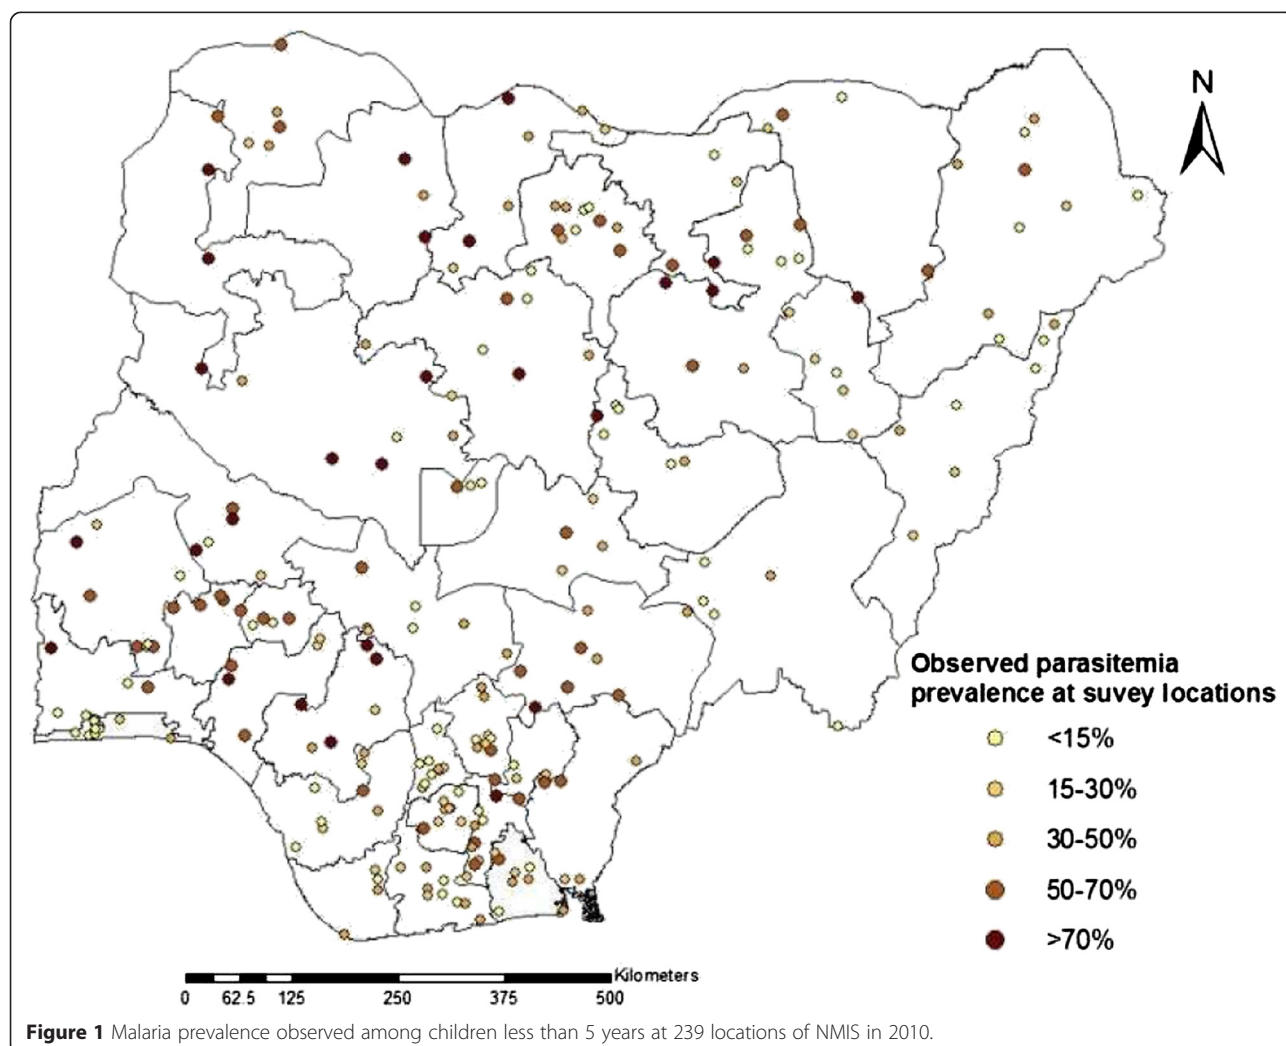 N
Observed parasitemia
prevalence at suvey locations
<15%
15-30%
30-50%
50-70%
>70%
Kilometers
0 62.5 125 250 375 500
Figure 1 Malaria prevalence observed among children less than 5 years at 239 locations of NMIS in 2010.